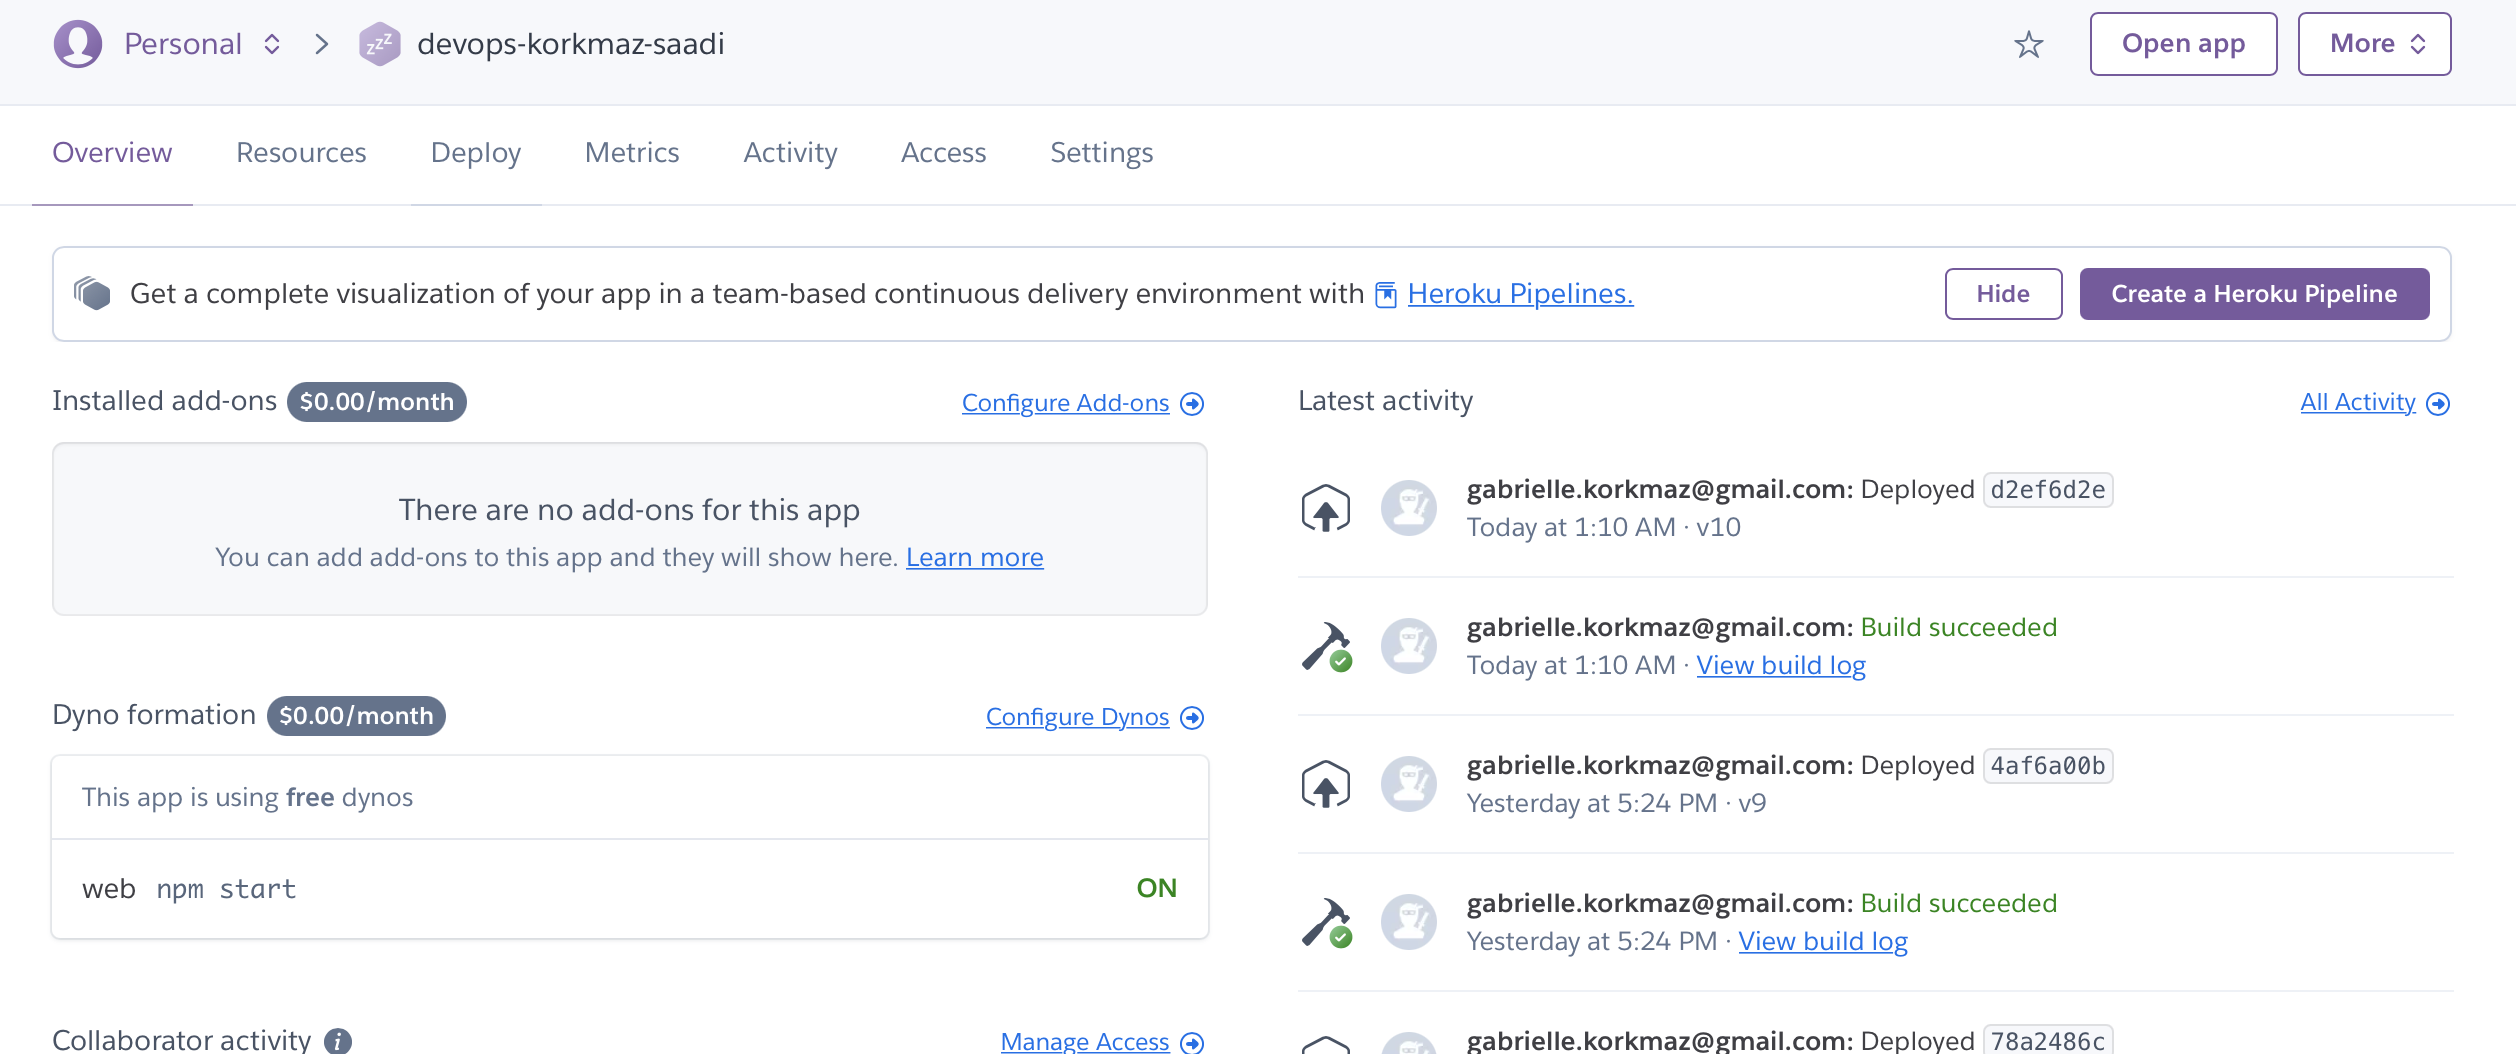 Personal
zzz
devops-korkmaz-saadi
Open app
More
Overview
Resources
Deploy
Metrics
Activity
Access
Settings
Get a complete visualization of your app in a team-based continuous delivery environment with Heroku Pipelines.
Hide
Create a Heroku Pipeline
Installed add-ons $0.00/month
Configure Add-ons
There are no add-ons for this app
You can add add-ons to this app and they will show here. Learn more
Dyno formation $0.00/month
Configure Dynos
This app is using free dynos
web npm start
ON
Collaborator activity i
Manage Access
Latest activity
All Activity
gabrielle.korkmaz@gmail.com: Deployed d2ef6d2e
Today at 1:10 AM · v10
gabrielle.korkmaz@gmail.com: Build succeeded
Today at 1:10 AM · View build log
gabrielle.korkmaz@gmail.com: Deployed 4af6a00b
Yesterday at 5:24 PM · v9
gabrielle.korkmaz@gmail.com: Build succeeded
Yesterday at 5:24 PM · View build log
gabrielle.korkmaz@gmail.com: Deployed 78a2486c